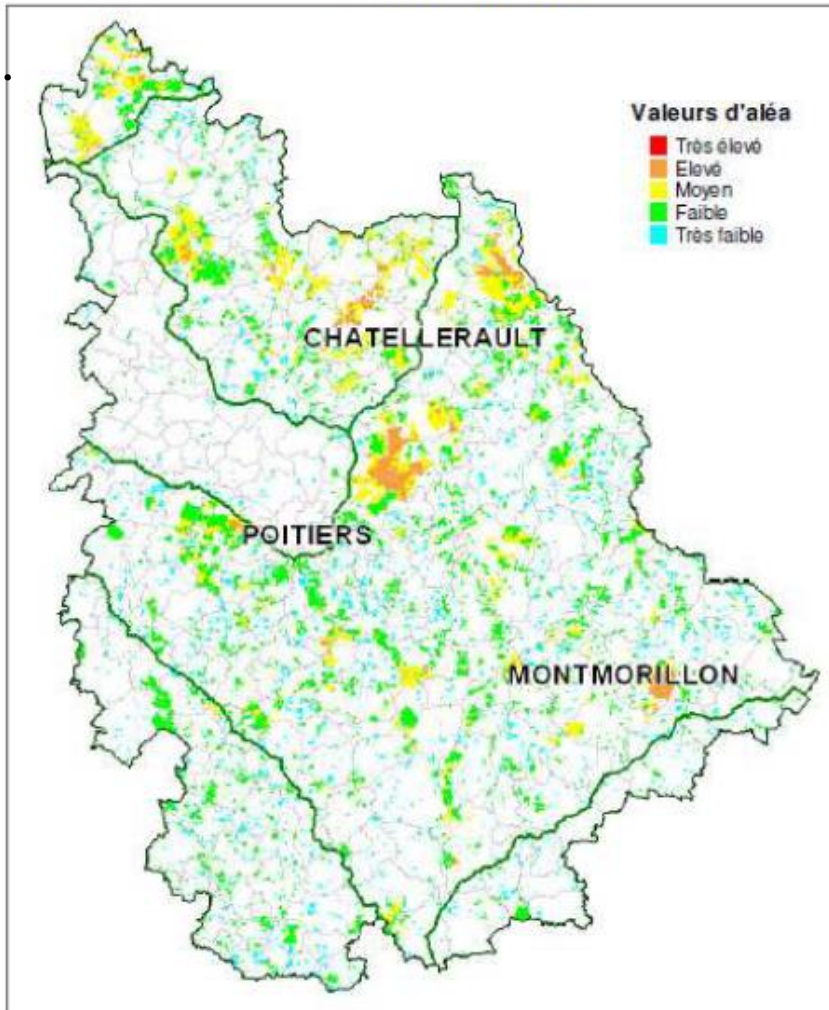 Valeurs d'aléa
Très élevé
Elevé
Moyen
Faible
Très faible
CHATELLERAULT
POITIERS
MONTMORILLON